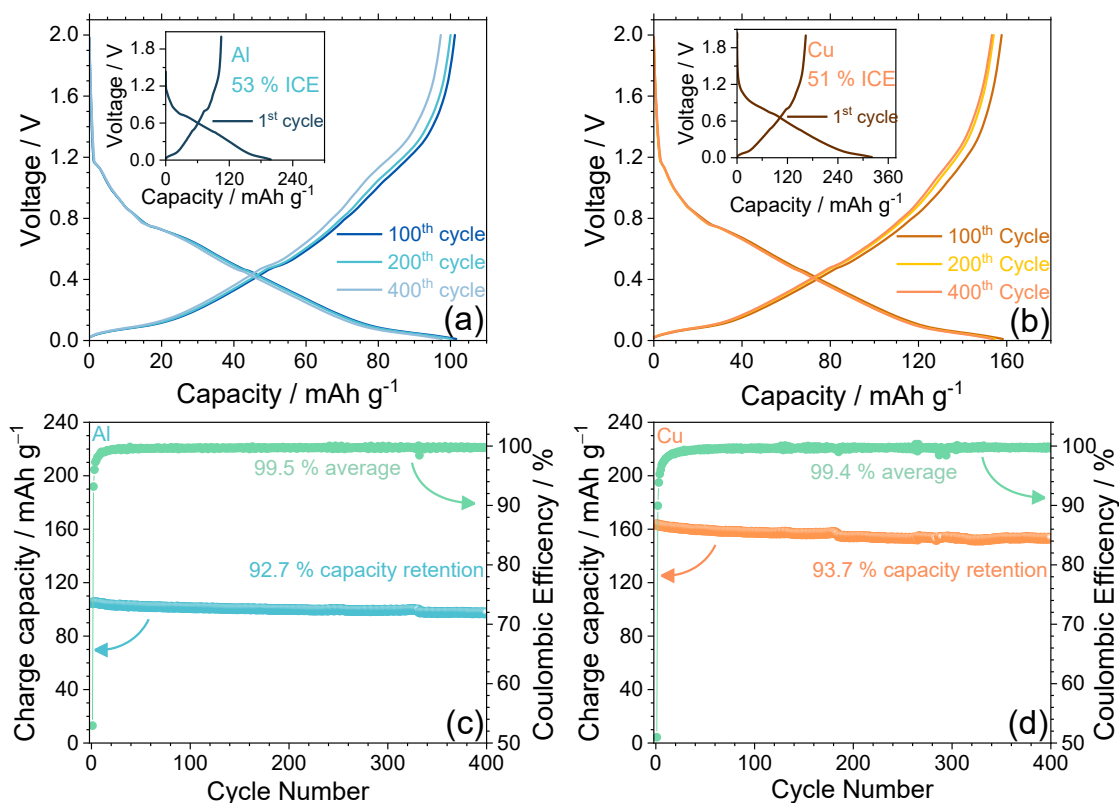 (a)
2.0
1.6
1.2
0.8
0.4
0.0
Voltage / V
0 20 40 60 80 100
Capacity / mAh g⁻¹
1.8
1.2
0.6
0.0
Voltage / V
0 120 240
Capacity / mAh g⁻¹
Al
53 % ICE
1ˢᵗ cycle
100ᵗʰ cycle
200ᵗʰ cycle
400ᵗʰ cycle
(a)
(b)
2.0
1.6
1.2
0.8
0.4
0.0
Voltage / V
0 40 80 120 160
Capacity / mAh g⁻¹
1.8
1.2
0.6
0.0
Voltage / V
0 120 240 360
Capacity / mAh g⁻¹
Cu
51 % ICE
1ˢᵗ cycle
100ᵗʰ Cycle
200ᵗʰ Cycle
400ᵗʰ Cycle
(b)
240
200
160
120
80
40
0
Charge capacity / mAh g⁻¹
Al
99.5 % average
92.7 % capacity retention
(c)
100
90
80
70
60
50
Coulombic Efficency / %
0 100 200 300 400
Cycle Number
240
200
160
120
80
40
0
Charge capacity / mAh g⁻¹
Cu
99.4 % average
93.7 % capacity retention
(d)
100
90
80
70
60
50
Coulombic Efficency / %
0 100 200 300 400
Cycle Number